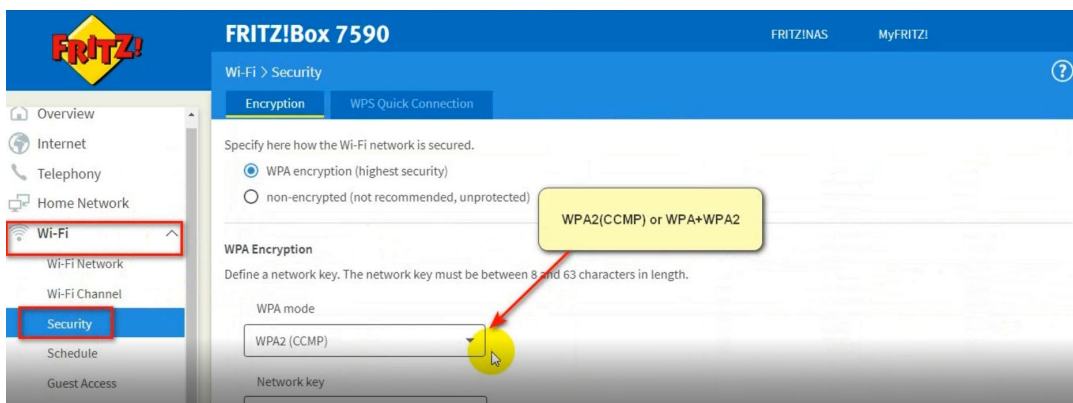 FRITZ!
FRITZ!Box 7590
FRITZ!NAS
MyFRITZ!
Wi-Fi > Security
?
Encryption
WPS Quick Connection
Overview
Internet
Telephony
Home Network
Wi-Fi
Wi-Fi Network
Wi-Fi Channel
Security
Schedule
Guest Access
Specify here how the Wi-Fi network is secured.
WPA encryption (highest security)
non-encrypted (not recommended, unprotected)
WPA2(CCMP) or WPA+WPA2
WPA Encryption
Define a network key. The network key must be between 8 and 63 characters in length.
WPA mode
WPA2 (CCMP)
Network key